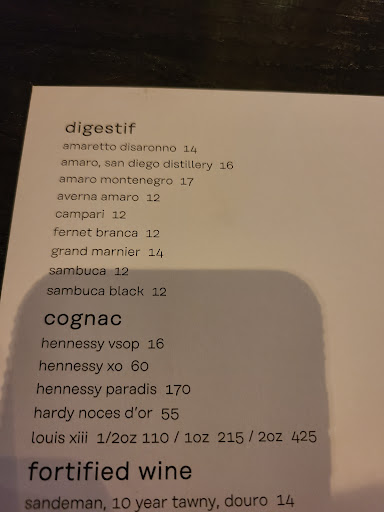 digestif
amaretto disaronno 14
amaro, san diego distillery 16
amaro montenegro 17
averna amaro 12
campari 12
fernet branca 12
grand marnier 14
sambuca 12
sambuca black 12
cognac
hennessy vsop 16
hennessy xo 60
hennessy paradis 170
hardy noces d'or 55
louis xiii 1/2oz 110 / 1oz 215 / 2oz 425
fortified wine
sandeman, 10 year tawny, douro 14